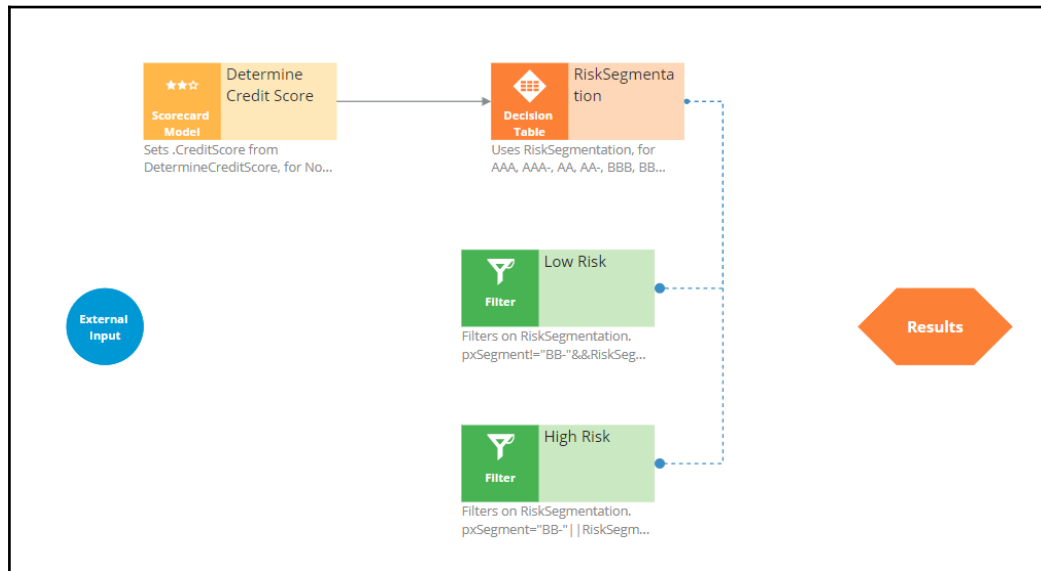 Determine
Credit Score
Scorecard
Model
Sets .CreditScore from
DetermineCreditScore, for No...
RiskSegmenta
tion
Decision
Table
Uses RiskSegmentation, for
AAA, AAA-, AA, AA-, BBB, BB...
Low Risk
Filter
Filters on RiskSegmentation.
pxSegment!="BB-"&&RiskSeg...
External
Input
Results
High Risk
Filter
Filters on RiskSegmentation.
pxSegment="BB-"||RiskSegm...